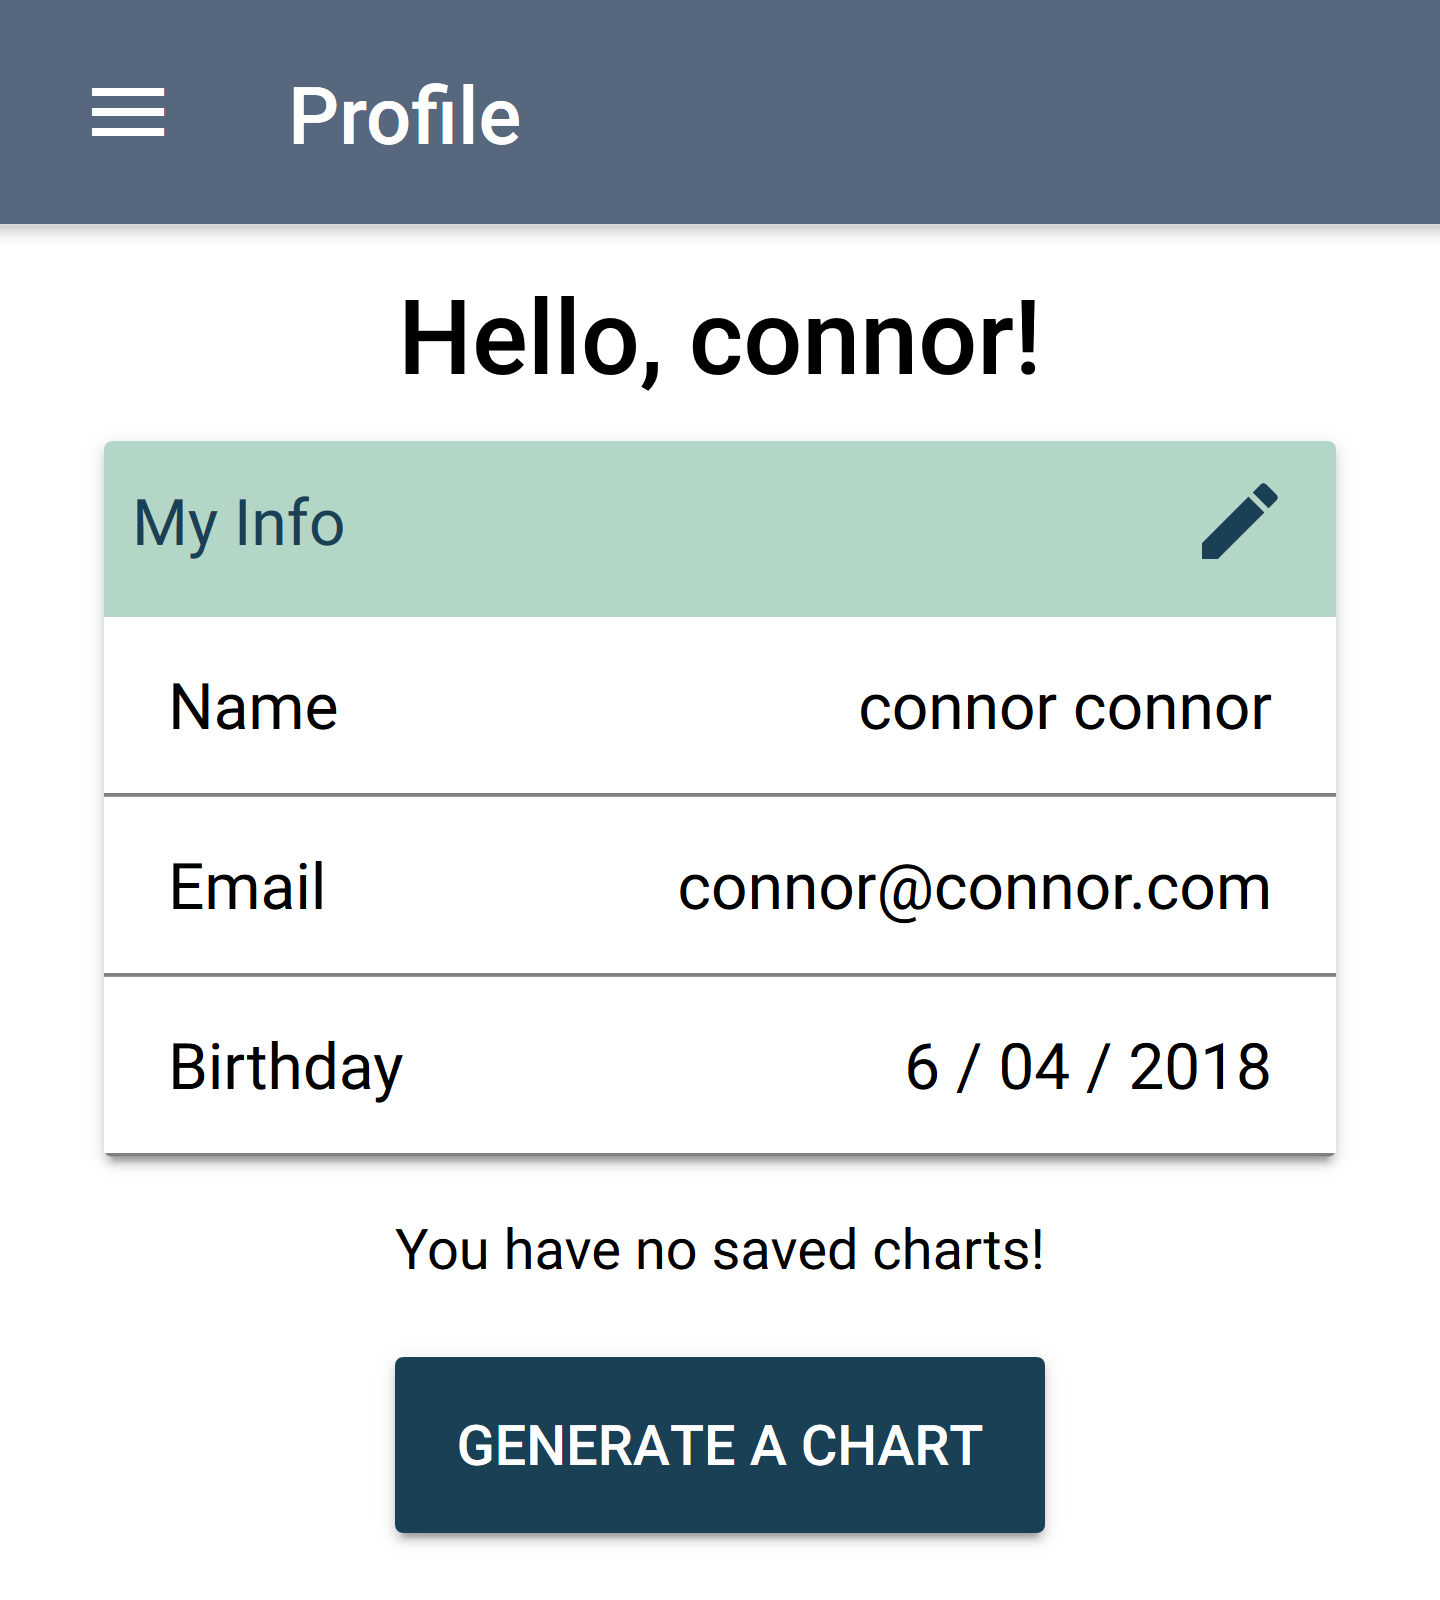 Profile
Hello, connor!
My Info
Name connor connor
Email connor@connor.com
Birthday 6 / 04 / 2018
You have no saved charts!
GENERATE A CHART